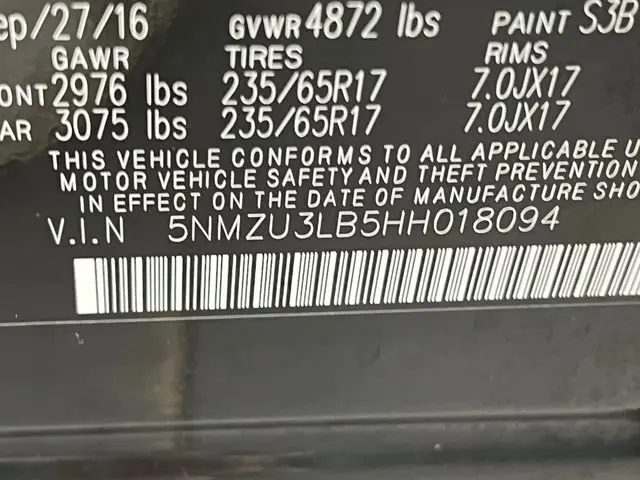 ep/27/16 GVWR 4872 lbs PAINT S3B
GAWR TIRES RIMS
ONT 2976 lbs 235/65R17 7.0JX17
AR 3075 lbs 235/65R17 7.0JX17
THIS VEHICLE CONFORMS TO ALL APPLICABLE U
MOTOR VEHICLE SAFETY AND THEFT PREVENTION
IN EFFECT ON THE DATE OF MANUFACTURE SHO
V.I.N 5NMZU3LB5HH018094